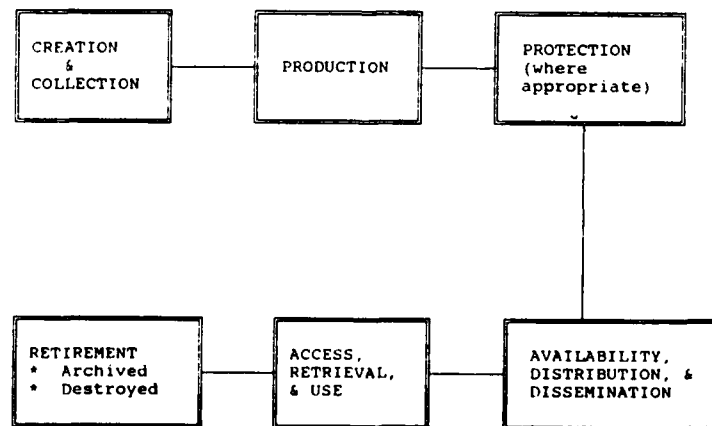 CREATION
&
COLLECTION
PRODUCTION
PROTECTION
(where
appropriate)
RETIREMENT
* Archived
* Destroyed
ACCESS,
RETRIEVAL,
& USE
AVAILABILITY,
DISTRIBUTION, &
DISSEMINATION